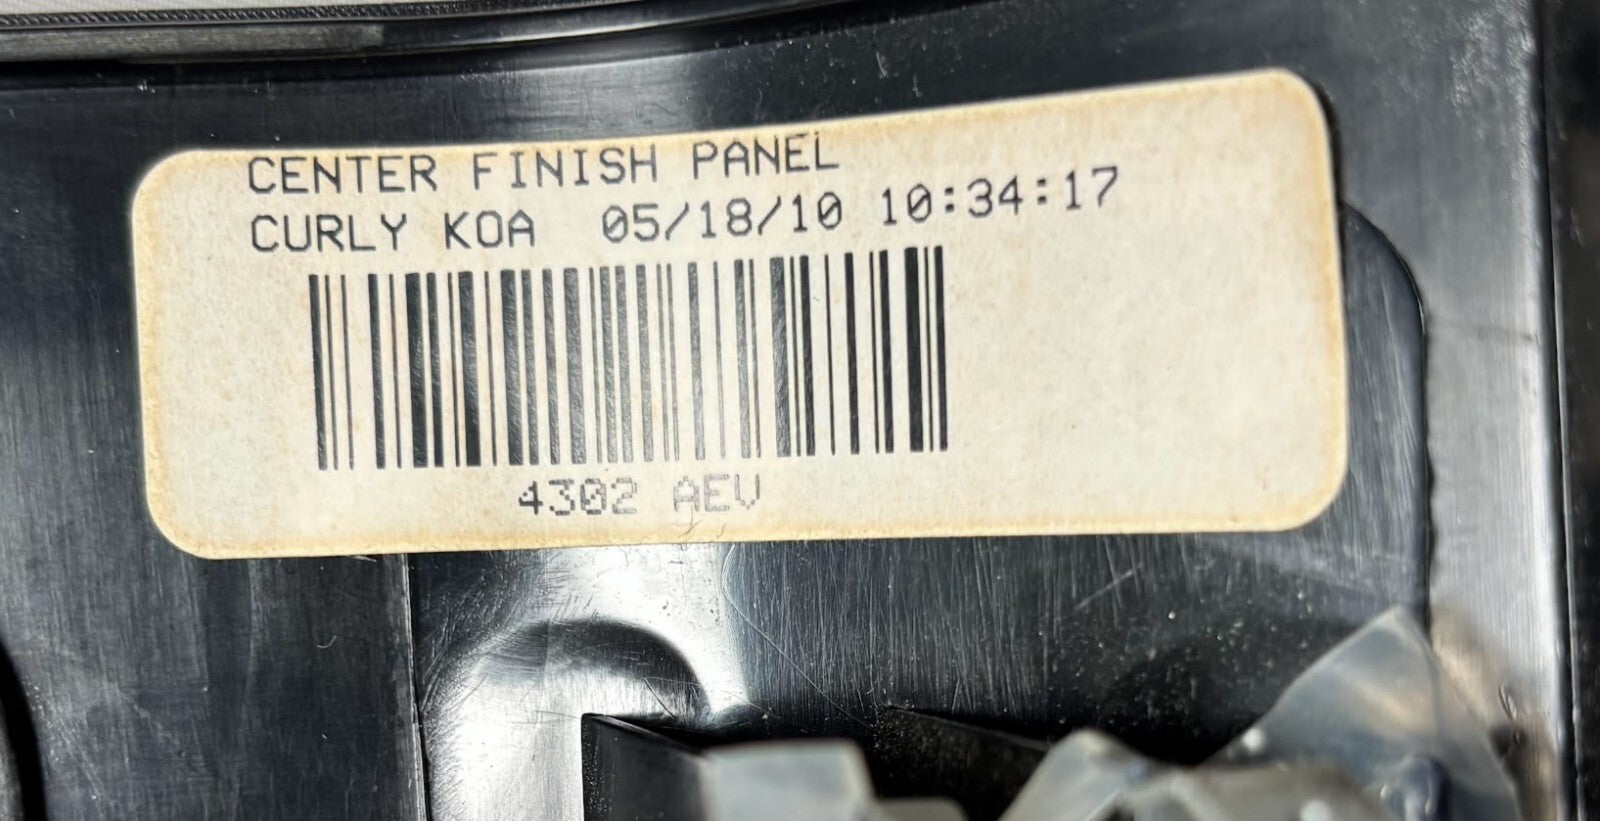 CENTER FINISH PANEL
CURLY KOA 05/18/10 10:34:17
4302 AEV